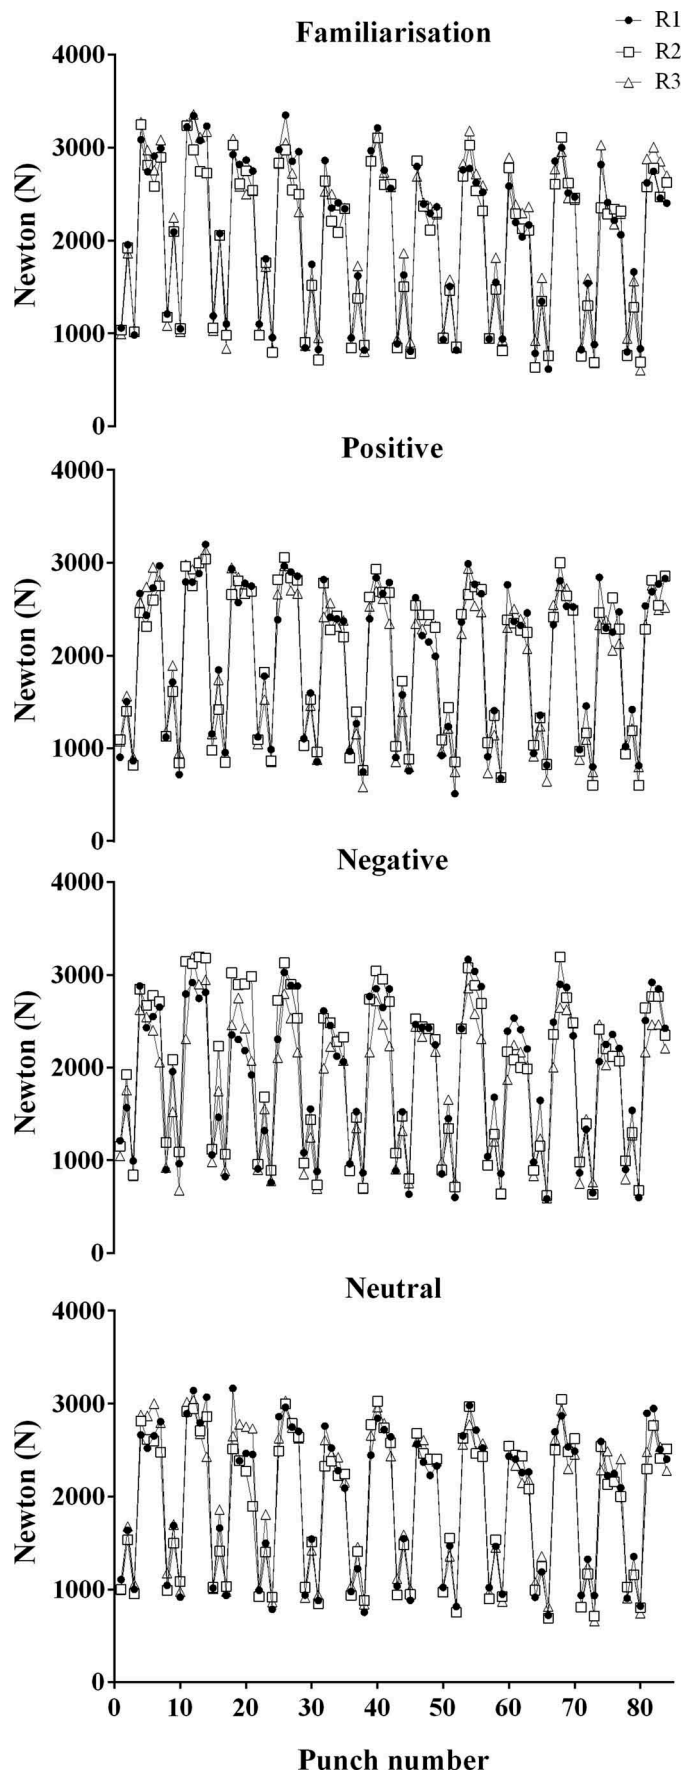 Familiarisation
R1
R2
R3
4000
3000
2000
1000
0
Newton (N)
Positive
4000
3000
2000
1000
0
Newton (N)
Negative
4000
3000
2000
1000
0
Newton (N)
Neutral
4000
3000
2000
1000
0
Newton (N)
0 10 20 30 40 50 60 70 80
Punch number